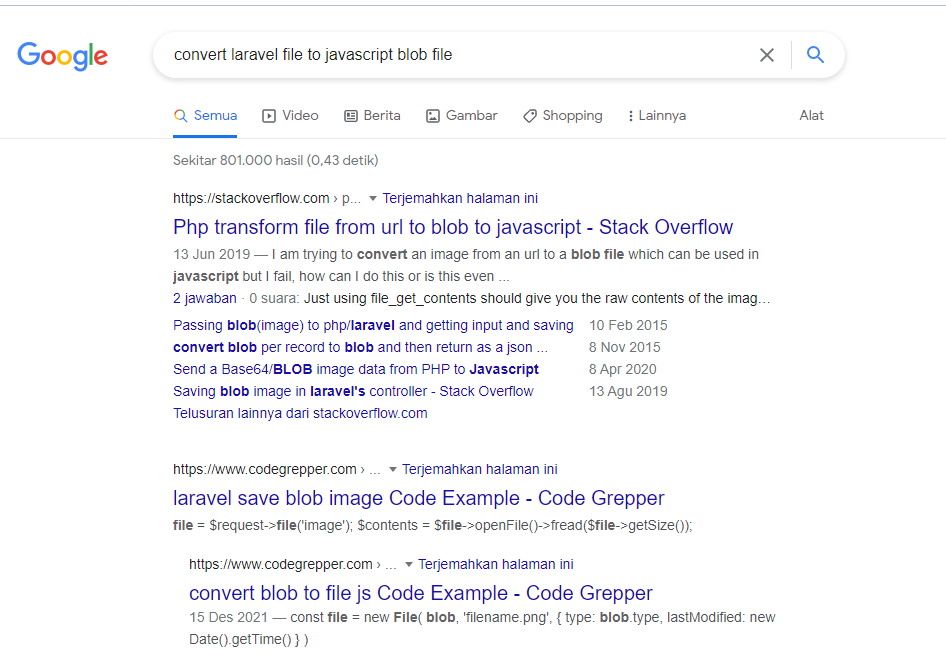 Google
convert laravel file to javascript blob file
Semua Video Berita Gambar Shopping Lainnya Alat
Sekitar 801.000 hasil (0,43 detik)
https://stackoverflow.com › p... Terjemahkan halaman ini
Php transform file from url to blob to javascript - Stack Overflow
13 Jun 2019 — I am trying to convert an image from an url to a blob file which can be used in
javascript but I fail, how can I do this or is this even ...
2 jawaban · 0 suara: Just using file_get_contents should give you the raw contents of the imag…
Passing blob(image) to php/laravel and getting input and saving 10 Feb 2015
convert blob per record to blob and then return as a json ... 8 Nov 2015
Send a Base64/BLOB image data from PHP to Javascript 8 Apr 2020
Saving blob image in laravel's controller - Stack Overflow 13 Agu 2019
Telusuran lainnya dari stackoverflow.com
https://www.codegrepper.com › ... Terjemahkan halaman ini
laravel save blob image Code Example - Code Grepper
file = $request->file('image'); $contents = $file->openFile()->fread($file->getSize());
https://www.codegrepper.com › ... Terjemahkan halaman ini
convert blob to file js Code Example - Code Grepper
15 Des 2021 — const file = new File( blob, 'filename.png', { type: blob.type, lastModified: new
Date().getTime() } )